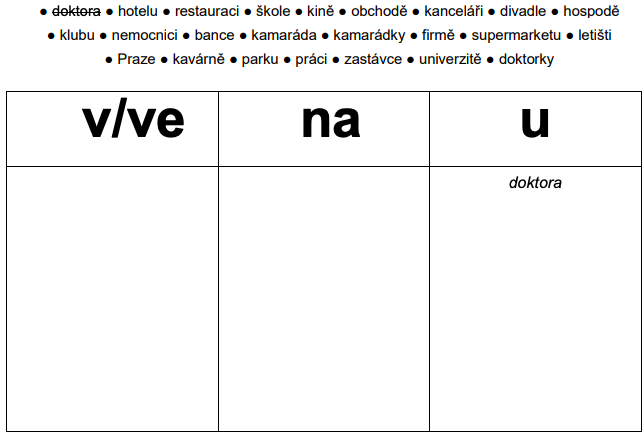 ● doktora ● hotelu ● restauraci ● škole ● kině ● obchodě ● kanceláři ● divadle ● hospodě
● klubu ● nemocnici ● bance ● kamaráda ● kamarádky ● firmě ● supermarketu ● letišti
● Praze ● kavárně ● parku ● práci ● zastávce ● univerzitě ● doktorky
v/ve na u
doktora